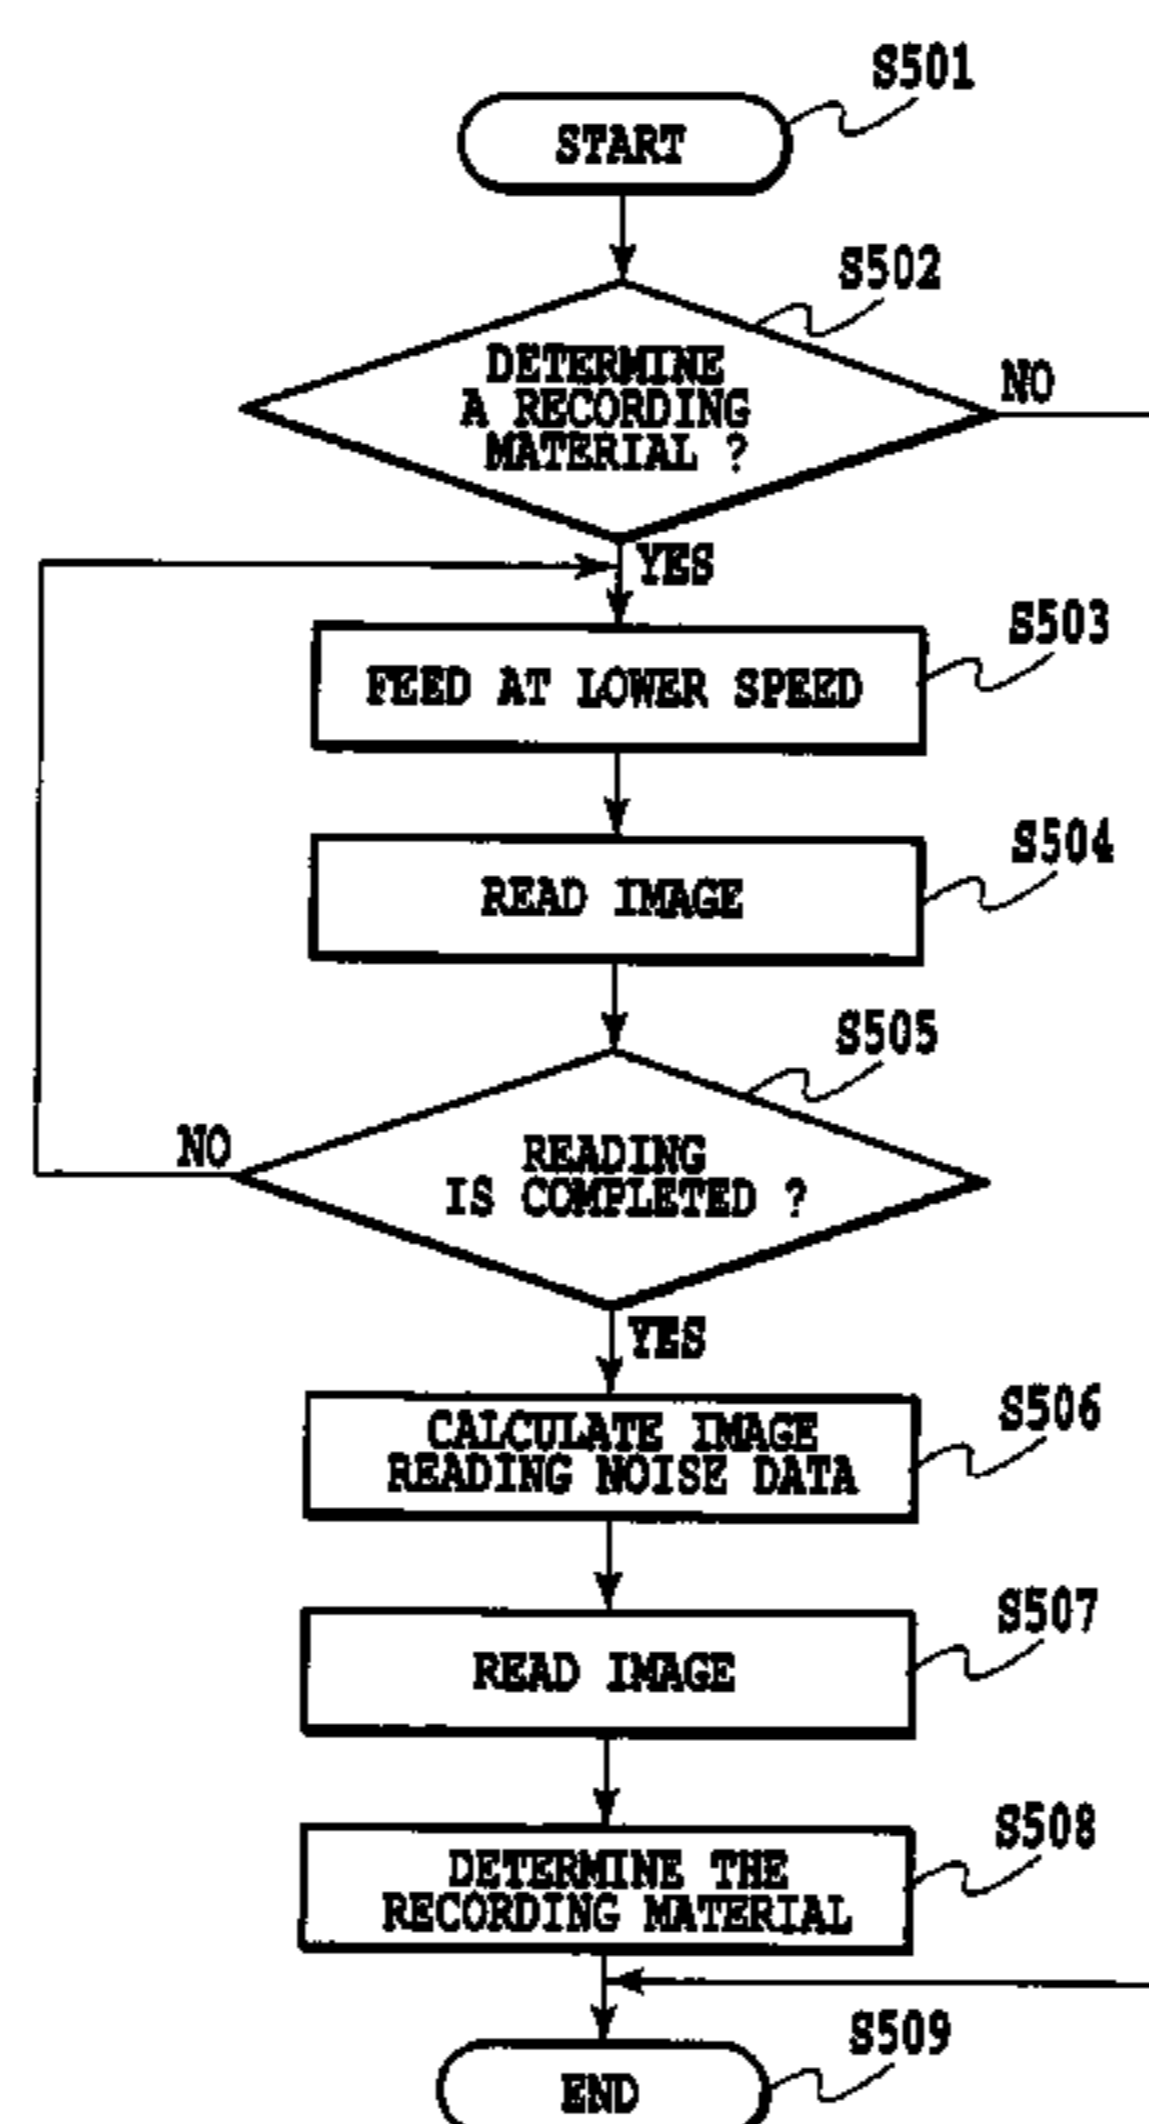 S501
START
S502
DETERMINE
A RECORDING
MATERIAL ?
NO
YES
S503
FEED AT LOWER SPEED
S504
READ IMAGE
S505
READING
IS COMPLETED ?
NO
YES
S506
CALCULATE IMAGE
READING NOISE DATA
S507
READ IMAGE
S508
DETERMINE THE
RECORDING MATERIAL
S509
END